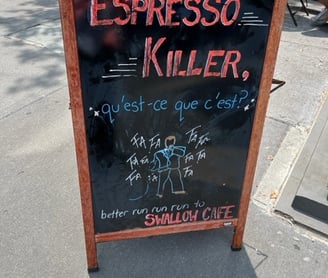 ESPRESSO
KILLER,
qu'est-ce que c'est?
FA FA FA FA
FA FA FA FA
FA FA FA
better run run run to
SWALLOW CAFE